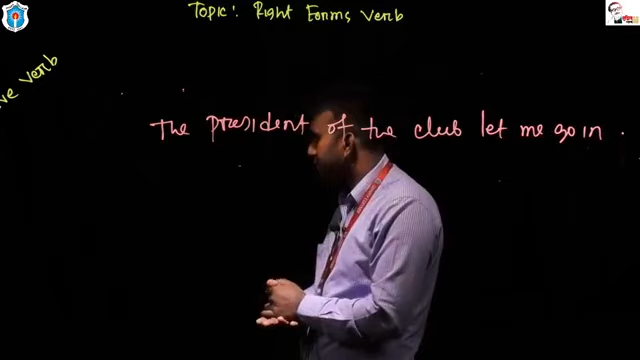 Topic: Right Forms Verb
ve verb
The president of the club let me go in.